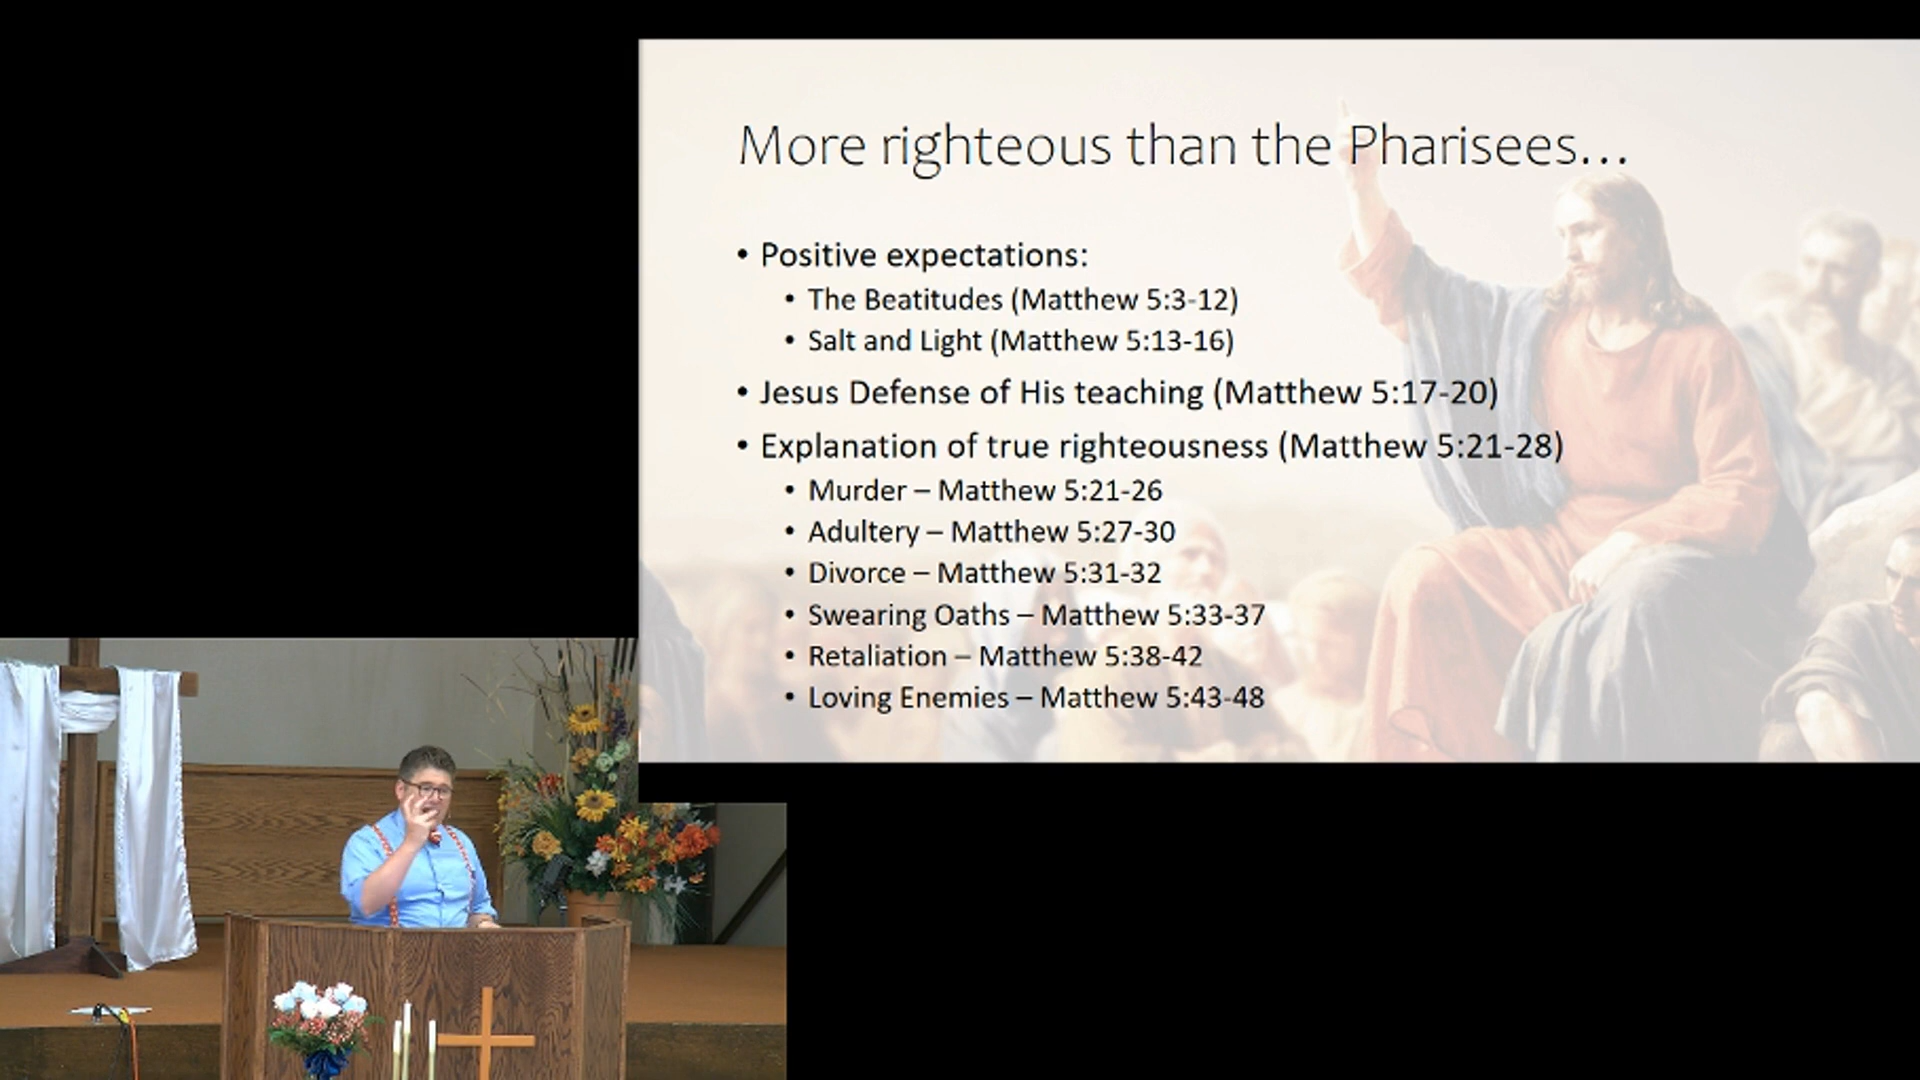 More righteous than the Pharisees...
• Positive expectations:
• The Beatitudes (Matthew 5:3-12)
• Salt and Light (Matthew 5:13-16)
• Jesus Defense of His teaching (Matthew 5:17-20)
• Explanation of true righteousness (Matthew 5:21-28)
• Murder – Matthew 5:21-26
• Adultery – Matthew 5:27-30
• Divorce – Matthew 5:31-32
• Swearing Oaths – Matthew 5:33-37
• Retaliation – Matthew 5:38-42
• Loving Enemies – Matthew 5:43-48